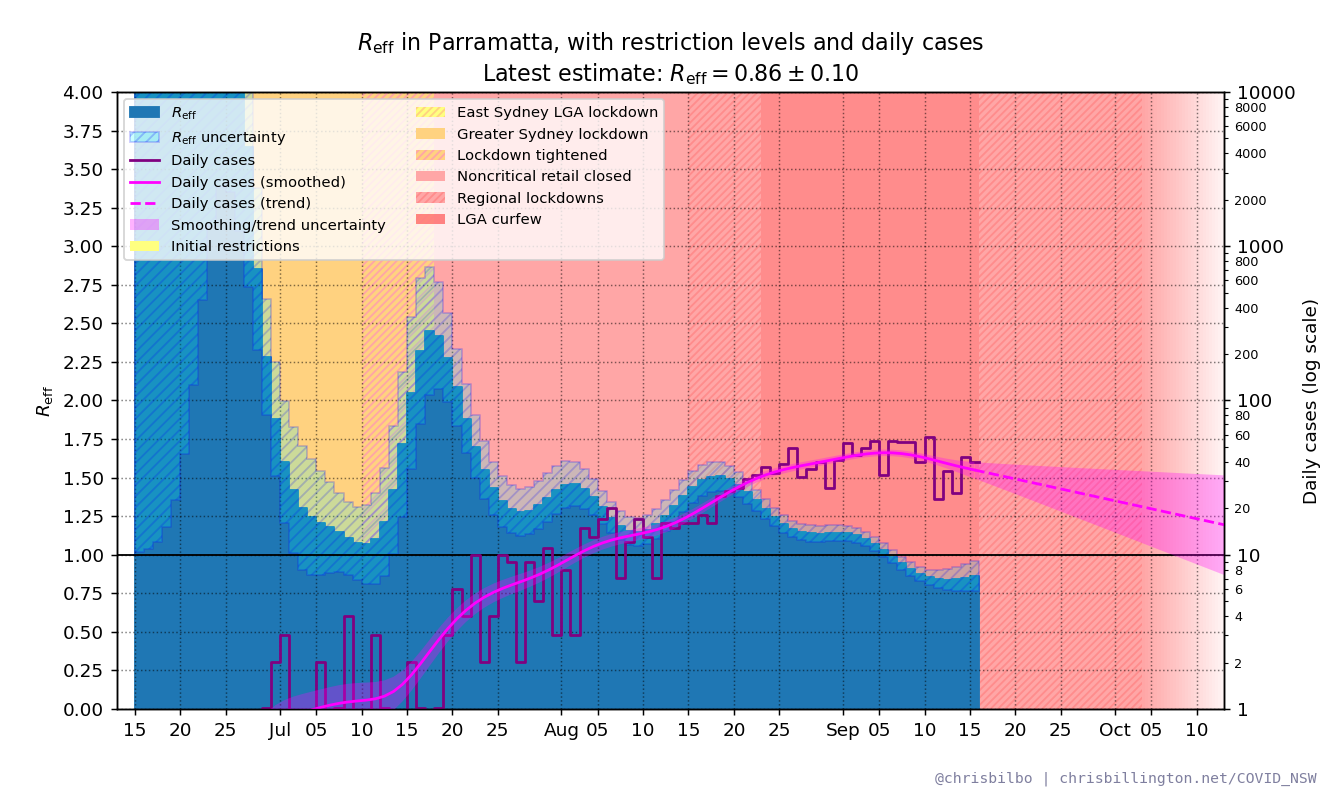 Reff in Parramatta, with restriction levels and daily cases
Latest estimate: Reff = 0.86 ± 0.10
Reff
Reff uncertainty
Daily cases
Daily cases (smoothed)
Daily cases (trend)
Smoothing/trend uncertainty
Initial restrictions
East Sydney LGA lockdown
Greater Sydney lockdown
Lockdown tightened
Noncritical retail closed
Regional lockdowns
LGA curfew
Reff
4.00
3.75
3.50
3.25
3.00
2.75
2.50
2.25
2.00
1.75
1.50
1.25
1.00
0.75
0.50
0.25
0.00
10000
8000
6000
4000
2000
1000
800
600
400
200
100
80
60
40
20
10
8
6
4
2
1
Daily cases (log scale)
15 20 25 Jul 05 10 15 20 25 Aug 05 10 15 20 25 Sep 05 10 15 20 25 Oct 05 10
@chrisbilbo | chrisbillington.net/COVID_NSW